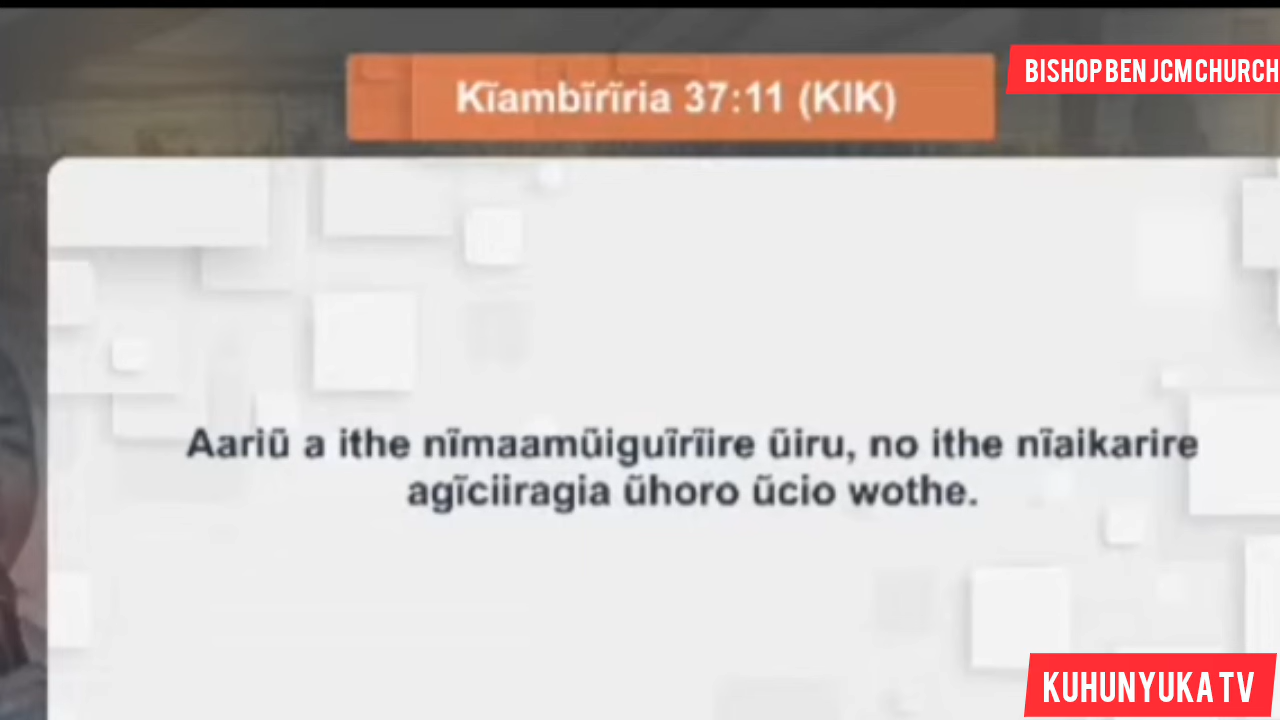 Kĩambĩrĩria 37:11 (KIK)
BISHOP BEN JCM CHURCH
Aariũ a ithe nĩmaamũiguĩrĩire ũiru, no ithe nĩaikarire
agĩciiragia ũhoro ũcio wothe.
KUHUNYUKA TV